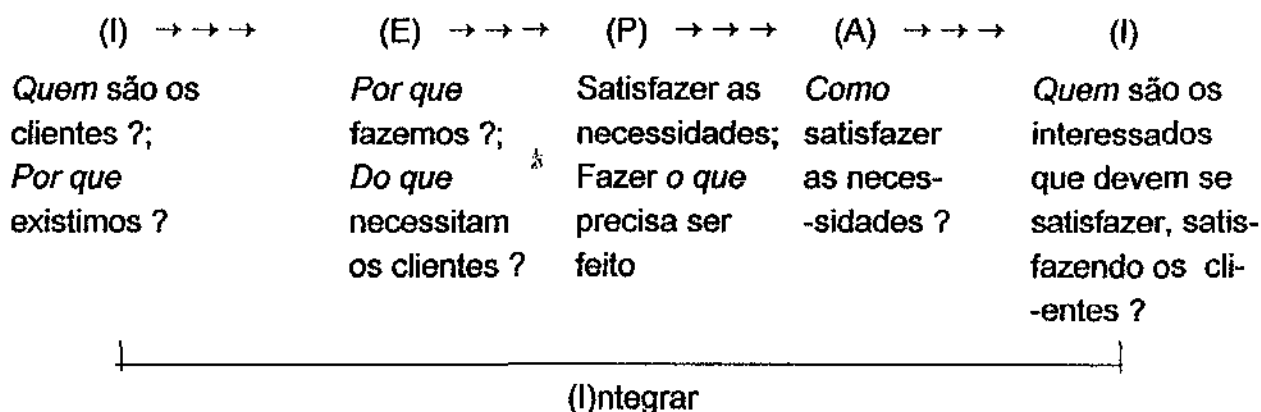 (I) →→→ (E) →→→ (P) →→→ (A) →→→ (I)
Quem são os
clientes ?;
Por que
existimos ?
Por que
fazemos ?;
Do que
necessitam
os clientes ?
Satisfazer as
necessidades;
Fazer o que
precisa ser
feito
Como
satisfazer
as neces-
-sidades ?
Quem são os
interessados
que devem se
satisfazer, satis-
fazendo os cli-
-entes ?
(I)ntegrar